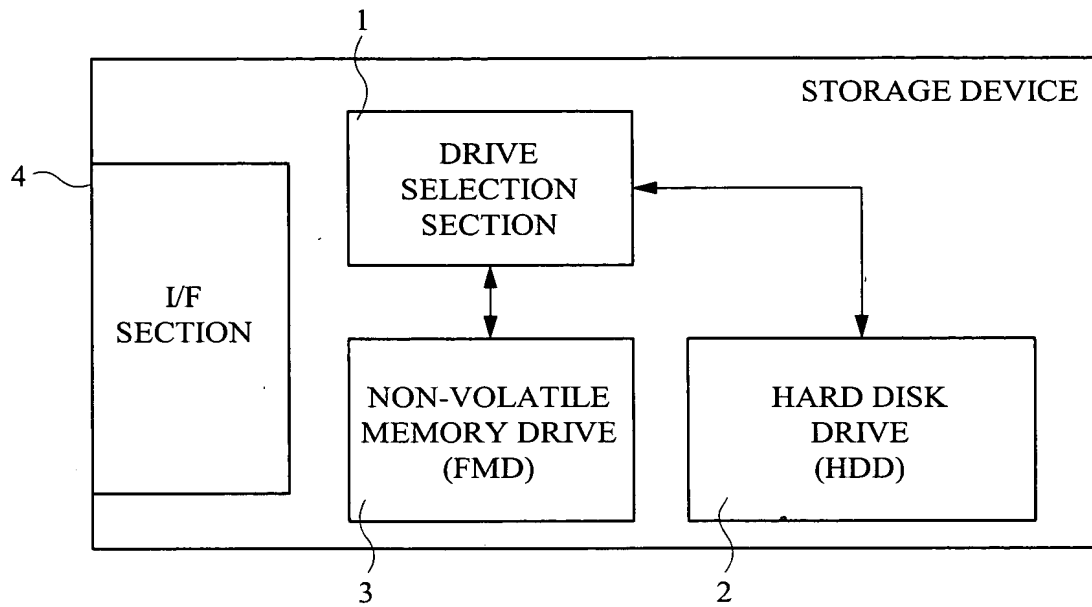 1
STORAGE DEVICE
DRIVE
SELECTION
SECTION
4
I/F
SECTION
NON-VOLATILE
MEMORY DRIVE
(FMD)
HARD DISK
DRIVE
(HDD)
3
2